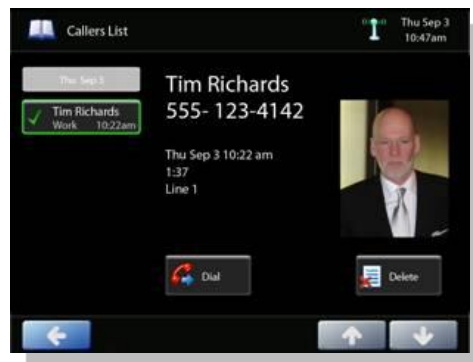 Callers List
Thu Sep 3
10:47am
Thu Sep 3
Tim Richards
Work 10:22am
Tim Richards
555- 123-4142
Thu Sep 3 10:22 am
1:37
Line 1
Dial
Delete